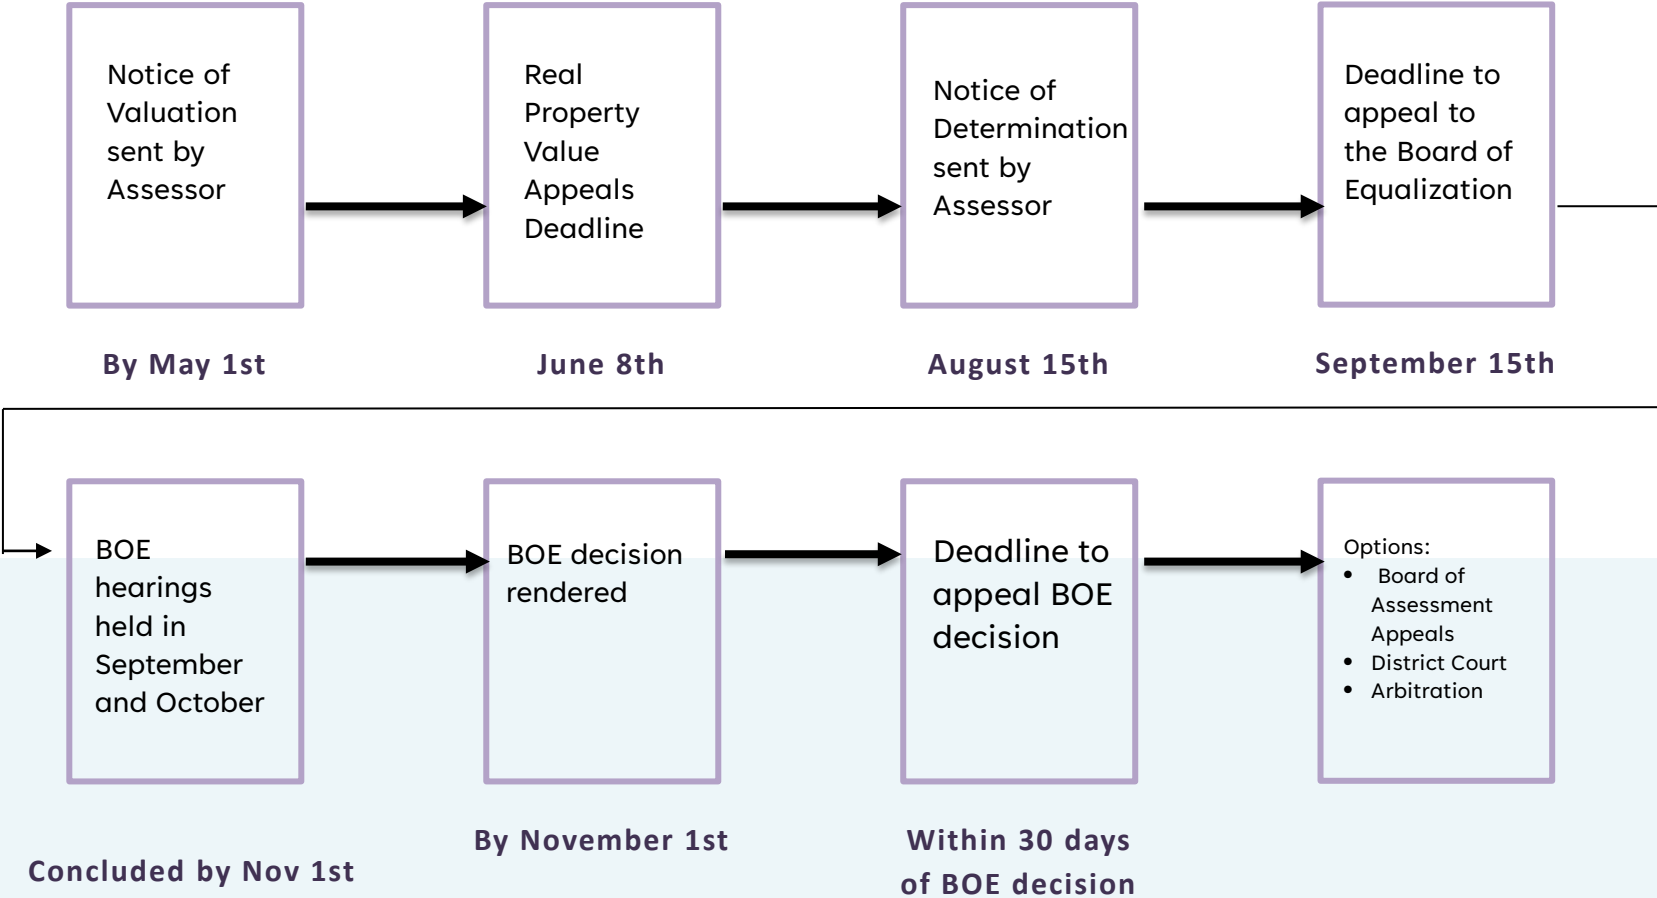 Notice of
Valuation
sent by
Assessor
Real
Property
Value
Appeals
Deadline
Notice of
Determination
sent by
Assessor
Deadline to
appeal to
the Board of
Equalization
By May 1st
June 8th
August 15th
September 15th
BOE
hearings
held in
September
and October
BOE decision
rendered
Deadline to
appeal BOE
decision
Options:
• Board of
Assessment
Appeals
• District Court
• Arbitration
Concluded by Nov 1st
By November 1st
Within 30 days
of BOE decision